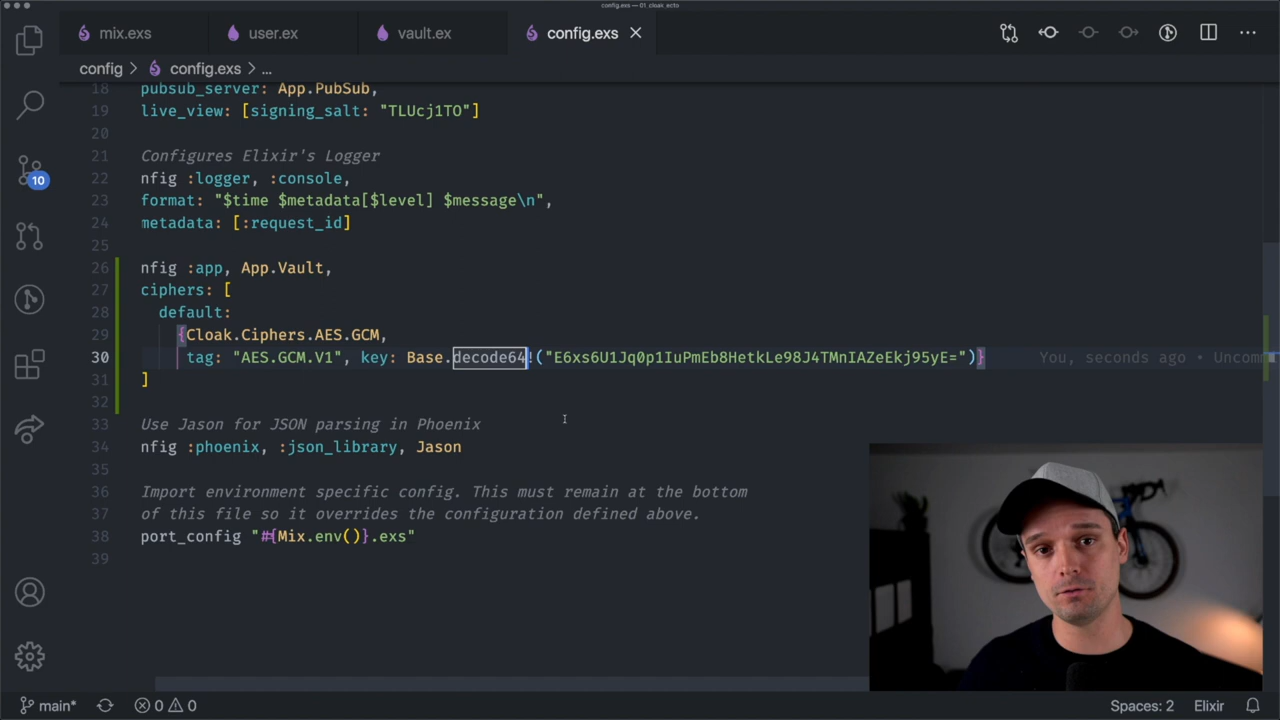 config.exs — 01_cloak_ecto
mix.exs
user.ex
vault.ex
config.exs
config > config.exs > ...
18 pubsub_server: App.PubSub,
19 live_view: [signing_salt: "TLUcj1TO"]
20
21 Configures Elixir's Logger
22 nfig :logger, :console,
23 format: "$time $metadata[$level] $message\n",
24 metadata: [:request_id]
25
26 nfig :app, App.Vault,
27 ciphers: [
28 default:
29 {Cloak.Ciphers.AES.GCM,
30 tag: "AES.GCM.V1", key: Base.decode64!("E6xs6U1Jq0p1IuPmEb8HetkLe98J4TMnIAZeEkj95yE=")} You, seconds ago • Uncomm
31 ]
32
33 Use Jason for JSON parsing in Phoenix
34 nfig :phoenix, :json_library, Jason
35
36 Import environment specific config. This must remain at the bottom
37 of this file so it overrides the configuration defined above.
38 port_config "#{Mix.env()}.exs"
39
10
main* 0 0 Spaces: 2 Elixir